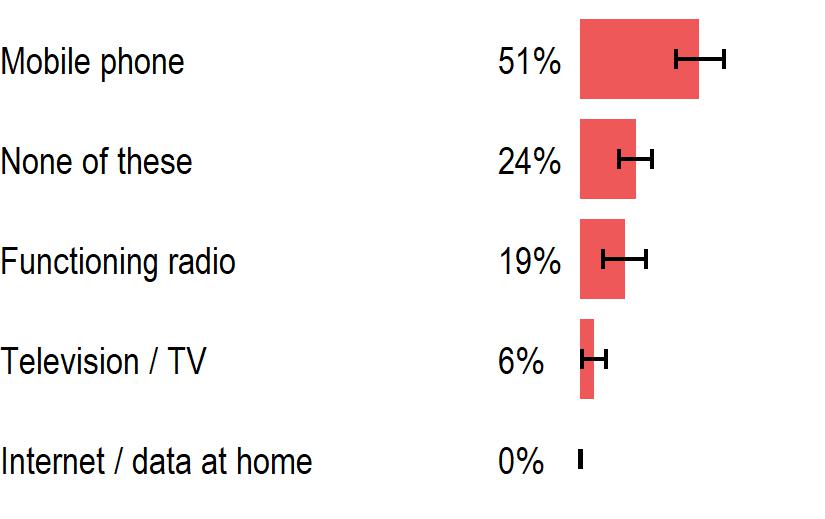 Mobile phone 51%
None of these 24%
Functioning radio 19%
Television / TV 6%
Internet / data at home 0%